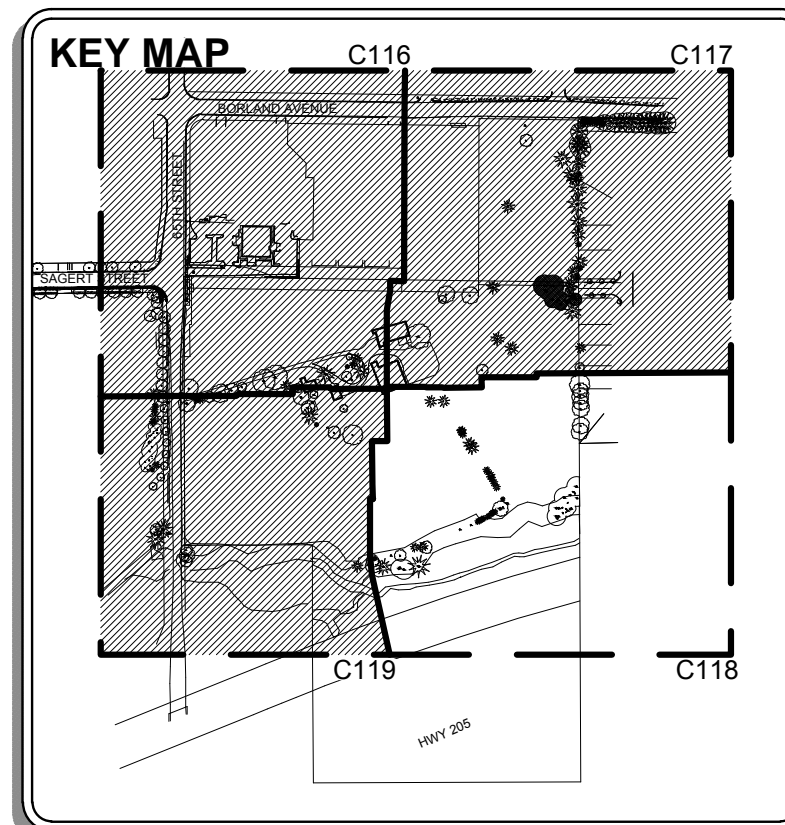 KEY MAP
C116
C117
BORLAND AVENUE
65TH STREET
SAGERT STREET
C119
C118
HWY 205